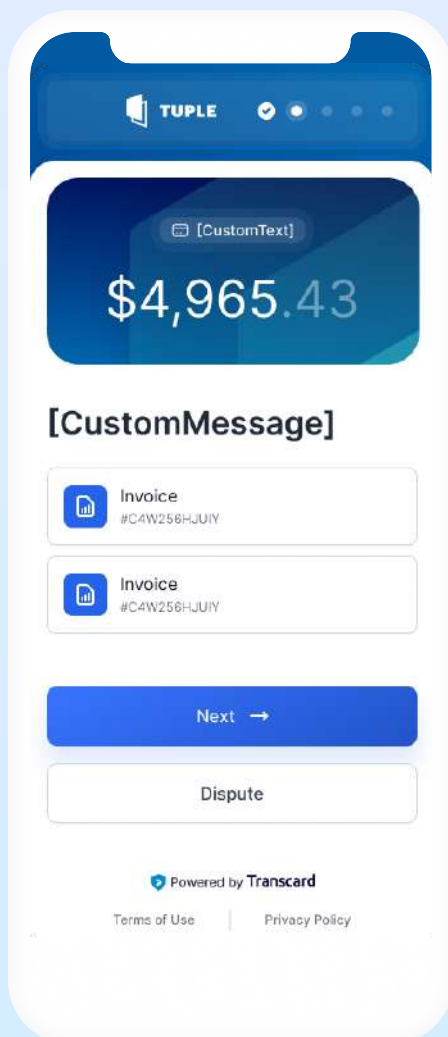 TUPLE
[CustomText]
$4,965.43
[CustomMessage]
Invoice
#C4W256HJUIY
Invoice
#C4W256HJUIY
Next →
Dispute
Powered by Transcard
Terms of Use | Privacy Policy